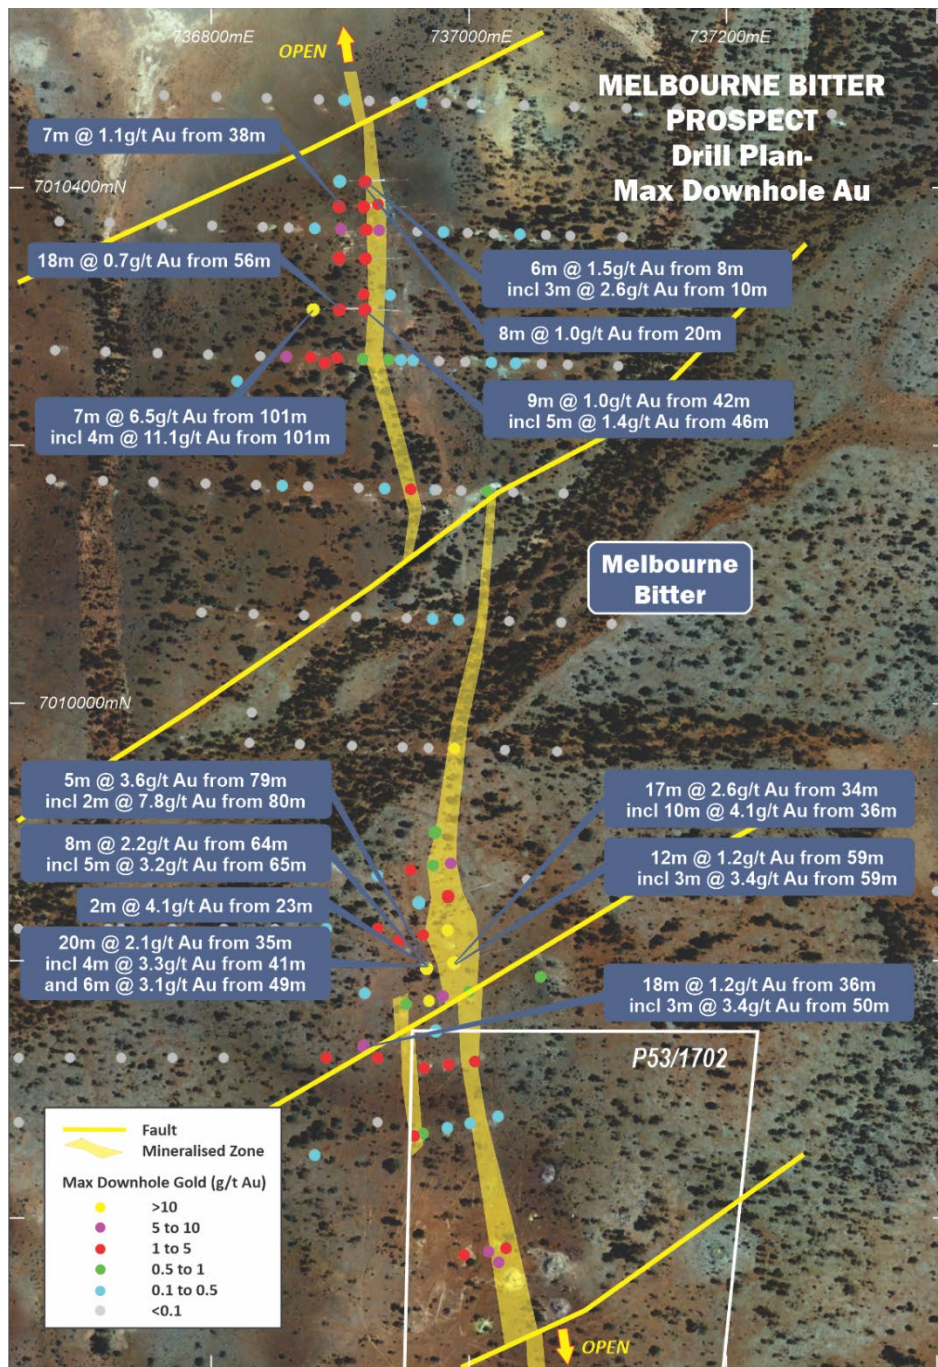 736800mE
737000mE
737200mE
OPEN
MELBOURNE BITTER
PROSPECT
Drill Plan-
Max Downhole Au
7m @ 1.1g/t Au from 38m
7010400mN
18m @ 0.7g/t Au from 56m
6m @ 1.5g/t Au from 8m
incl 3m @ 2.6g/t Au from 10m
8m @ 1.0g/t Au from 20m
7m @ 6.5g/t Au from 101m
incl 4m @ 11.1g/t Au from 101m
9m @ 1.0g/t Au from 42m
incl 5m @ 1.4g/t Au from 46m
Melbourne
Bitter
7010000mN
5m @ 3.6g/t Au from 79m
incl 2m @ 7.8g/t Au from 80m
8m @ 2.2g/t Au from 64m
incl 5m @ 3.2g/t Au from 65m
2m @ 4.1g/t Au from 23m
20m @ 2.1g/t Au from 35m
incl 4m @ 3.3g/t Au from 41m
and 6m @ 3.1g/t Au from 49m
17m @ 2.6g/t Au from 34m
incl 10m @ 4.1g/t Au from 36m
12m @ 1.2g/t Au from 59m
incl 3m @ 3.4g/t Au from 59m
18m @ 1.2g/t Au from 36m
incl 3m @ 3.4g/t Au from 50m
P53/1702
Fault
Mineralised Zone
Max Downhole Gold (g/t Au)
>10
5 to 10
1 to 5
0.5 to 1
0.1 to 0.5
<0.1
OPEN